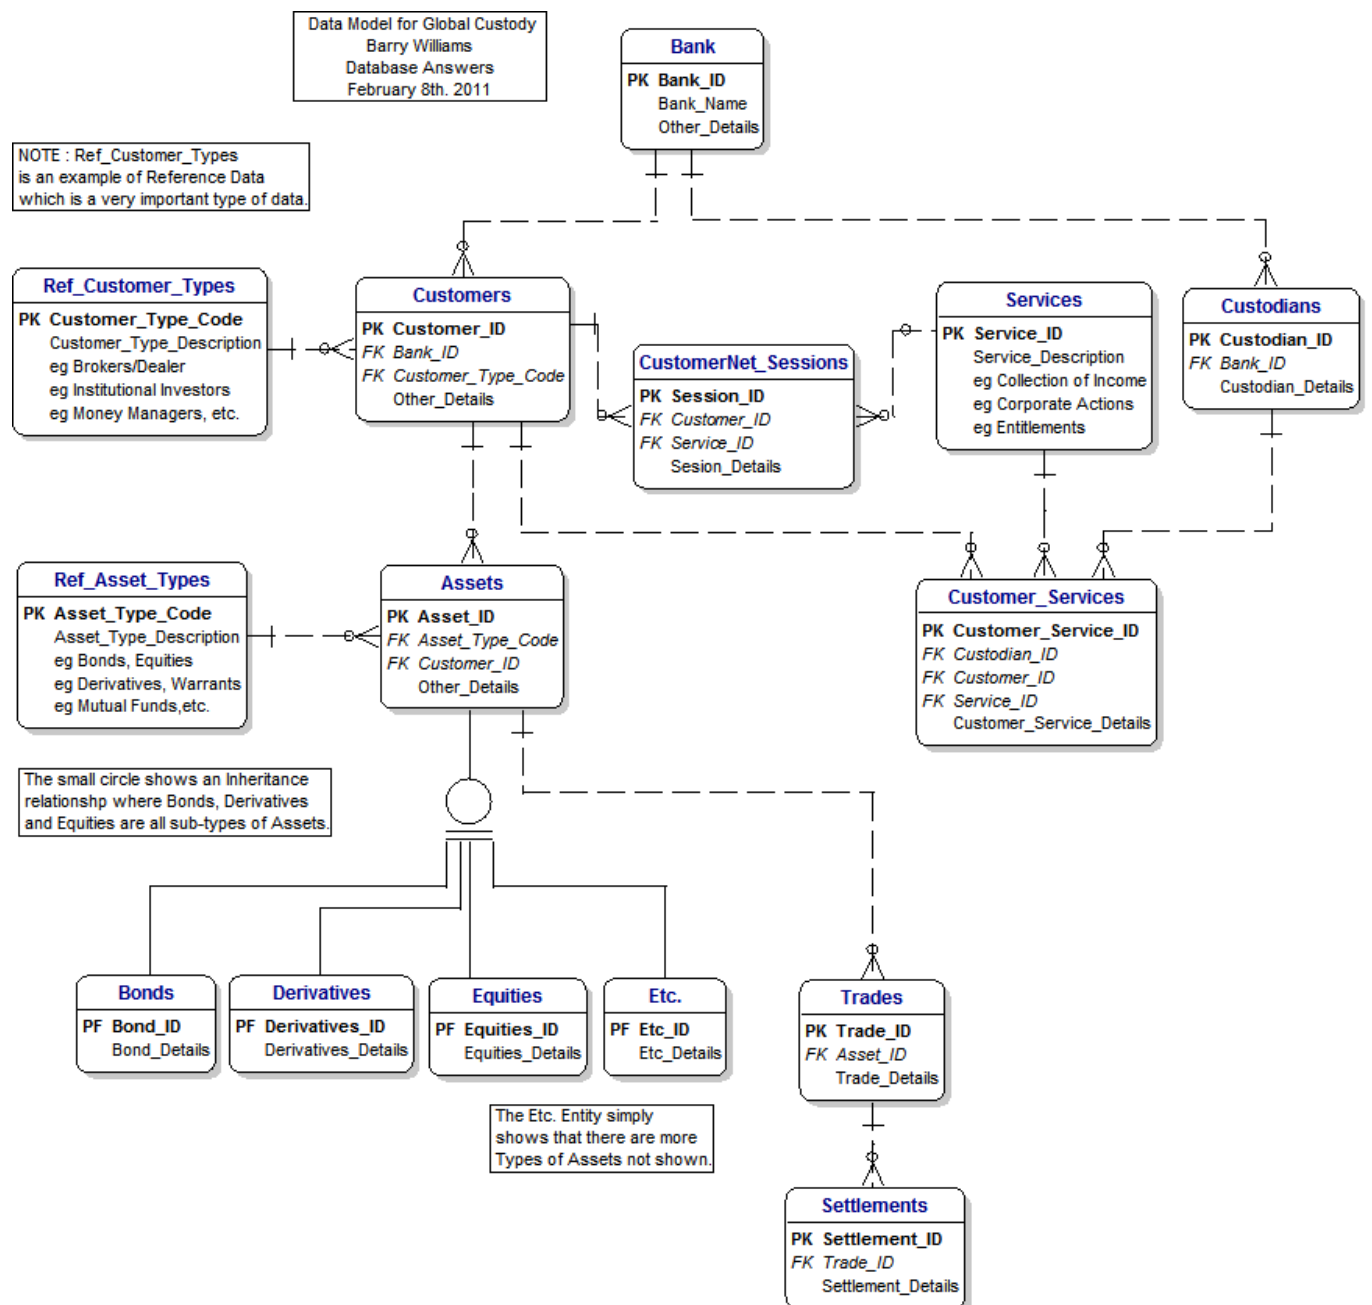 Data Model for Global Custody
Barry Williams
Database Answers
February 8th. 2011
Bank
PK Bank_ID
Bank_Name
Other_Details
NOTE : Ref_Customer_Types
is an example of Reference Data
which is a very important type of data.
Ref_Customer_Types
PK Customer_Type_Code
Customer_Type_Description
eg Brokers/Dealer
eg Institutional Investors
eg Money Managers, etc.
Customers
PK Customer_ID
FK Bank_ID
FK Customer_Type_Code
Other_Details
CustomerNet_Sessions
PK Session_ID
FK Customer_ID
FK Service_ID
Sesion_Details
Services
PK Service_ID
Service_Description
eg Collection of Income
eg Corporate Actions
eg Entitlements
Custodians
PK Custodian_ID
FK Bank_ID
Custodian_Details
Ref_Asset_Types
PK Asset_Type_Code
Asset_Type_Description
eg Bonds, Equities
eg Derivatives, Warrants
eg Mutual Funds,etc.
Assets
PK Asset_ID
FK Asset_Type_Code
FK Customer_ID
Other_Details
Customer_Services
PK Customer_Service_ID
FK Custodian_ID
FK Customer_ID
FK Service_ID
Customer_Service_Details
The small circle shows an Inheritance
relationshp where Bonds, Derivatives
and Equities are all sub-types of Assets.
Bonds
PF Bond_ID
Bond_Details
Derivatives
PF Derivatives_ID
Derivatives_Details
Equities
PF Equities_ID
Equities_Details
Etc.
PF Etc_ID
Etc_Details
Trades
PK Trade_ID
FK Asset_ID
Trade_Details
The Etc. Entity simply
shows that there are more
Types of Assets not shown.
Settlements
PK Settlement_ID
FK Trade_ID
Settlement_Details